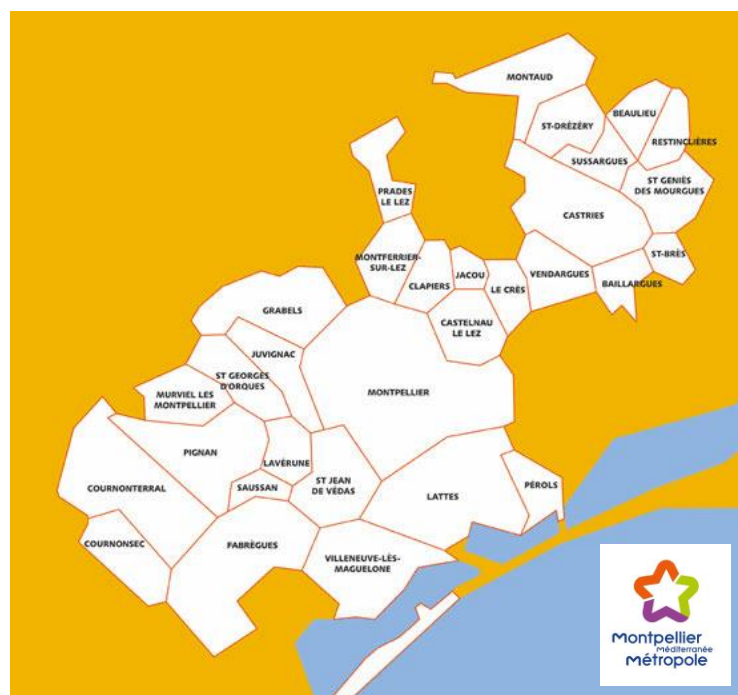 MONTAUD
BEAULIEU
ST-DRÉZÉRY
RESTINCLIÈRES
SUSSARGUES
ST GENIÈS
DES MOURGUES
PRADES
LE LEZ
CASTRIES
ST-BRÈS
MONTFERRIER-
SUR-LEZ
JACOU
VENDARGUES
CLAPIERS
LE CRÈS
BAILLARGUES
GRABELS
CASTELNAU
LE LEZ
JUVIGNAC
ST GEORGES
D'ORQUES
MONTPELLIER
MURVIEL LES
MONTPELLIER
PIGNAN
LAVÉRUNE
ST JEAN
DE VÉDAS
PÉROLS
COURNONTERRAL
SAUSSAN
LATTES
COURNONSEC
FABRÈGUES
VILLENEUVE-LÈS-
MAGUELONE
Montpellier
méditerranée
métropole